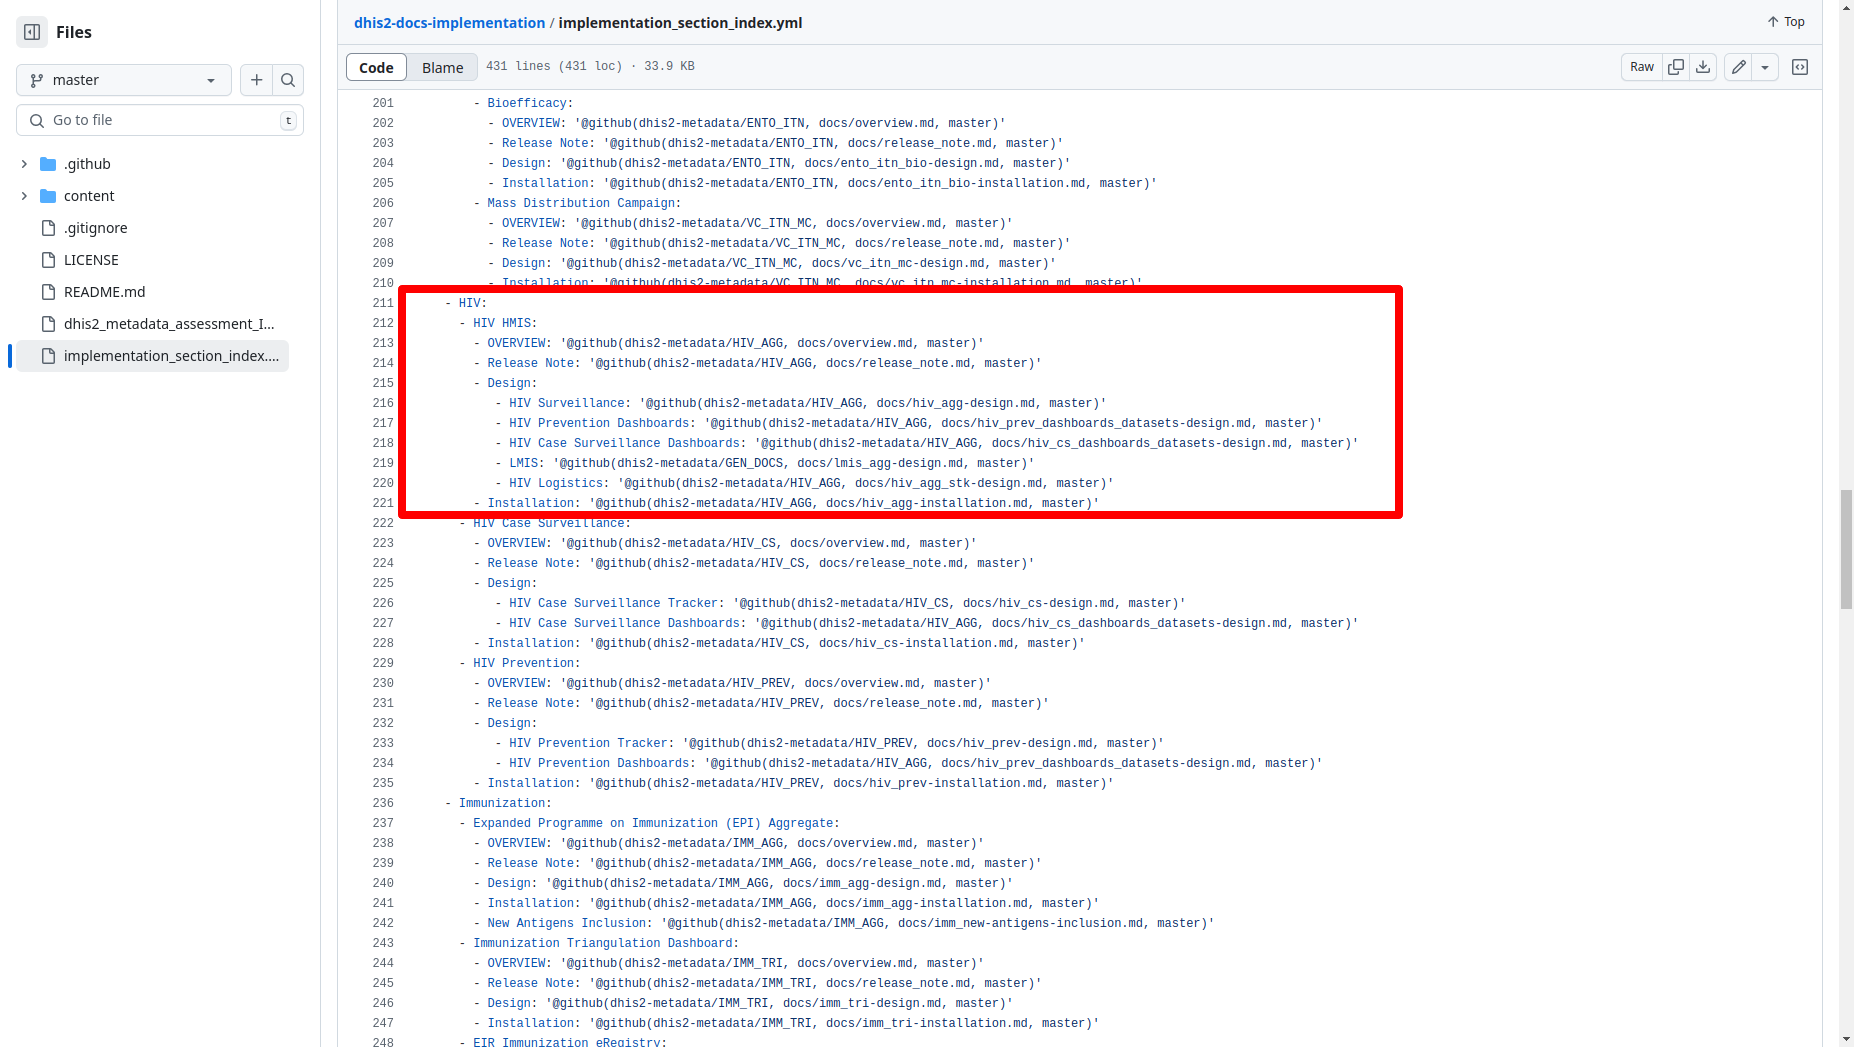 Files
master
Go to file
t
.github
content
.gitignore
LICENSE
README.md
dhis2_metadata_assessment_I...
implementation_section_index....
dhis2-docs-implementation / implementation_section_index.yml
Top
Code Blame 431 lines (431 loc) · 33.9 KB
Raw
201 - Bioefficacy:
202 - OVERVIEW: '@github(dhis2-metadata/ENTO_ITN, docs/overview.md, master)'
203 - Release Note: '@github(dhis2-metadata/ENTO_ITN, docs/release_note.md, master)'
204 - Design: '@github(dhis2-metadata/ENTO_ITN, docs/ento_itn_bio-design.md, master)'
205 - Installation: '@github(dhis2-metadata/ENTO_ITN, docs/ento_itn_bio-installation.md, master)'
206 - Mass Distribution Campaign:
207 - OVERVIEW: '@github(dhis2-metadata/VC_ITN_MC, docs/overview.md, master)'
208 - Release Note: '@github(dhis2-metadata/VC_ITN_MC, docs/release_note.md, master)'
209 - Design: '@github(dhis2-metadata/VC_ITN_MC, docs/vc_itn_mc-design.md, master)'
210 - Installation: '@github(dhis2-metadata/VC_ITN_MC, docs/vc_itn_mc-installation.md, master)'
211 - HIV:
212 - HIV HMIS:
213 - OVERVIEW: '@github(dhis2-metadata/HIV_AGG, docs/overview.md, master)'
214 - Release Note: '@github(dhis2-metadata/HIV_AGG, docs/release_note.md, master)'
215 - Design:
216 - HIV Surveillance: '@github(dhis2-metadata/HIV_AGG, docs/hiv_agg-design.md, master)'
217 - HIV Prevention Dashboards: '@github(dhis2-metadata/HIV_AGG, docs/hiv_prev_dashboards_datasets-design.md, master)'
218 - HIV Case Surveillance Dashboards: '@github(dhis2-metadata/HIV_AGG, docs/hiv_cs_dashboards_datasets-design.md, master)'
219 - LMIS: '@github(dhis2-metadata/GEN_DOCS, docs/lmis_agg-design.md, master)'
220 - HIV Logistics: '@github(dhis2-metadata/HIV_AGG, docs/hiv_agg_stk-design.md, master)'
221 - Installation: '@github(dhis2-metadata/HIV_AGG, docs/hiv_agg-installation.md, master)'
222 - HIV Case Surveillance:
223 - OVERVIEW: '@github(dhis2-metadata/HIV_CS, docs/overview.md, master)'
224 - Release Note: '@github(dhis2-metadata/HIV_CS, docs/release_note.md, master)'
225 - Design:
226 - HIV Case Surveillance Tracker: '@github(dhis2-metadata/HIV_CS, docs/hiv_cs-design.md, master)'
227 - HIV Case Surveillance Dashboards: '@github(dhis2-metadata/HIV_AGG, docs/hiv_cs_dashboards_datasets-design.md, master)'
228 - Installation: '@github(dhis2-metadata/HIV_CS, docs/hiv_cs-installation.md, master)'
229 - HIV Prevention:
230 - OVERVIEW: '@github(dhis2-metadata/HIV_PREV, docs/overview.md, master)'
231 - Release Note: '@github(dhis2-metadata/HIV_PREV, docs/release_note.md, master)'
232 - Design:
233 - HIV Prevention Tracker: '@github(dhis2-metadata/HIV_PREV, docs/hiv_prev-design.md, master)'
234 - HIV Prevention Dashboards: '@github(dhis2-metadata/HIV_AGG, docs/hiv_prev_dashboards_datasets-design.md, master)'
235 - Installation: '@github(dhis2-metadata/HIV_PREV, docs/hiv_prev-installation.md, master)'
236 - Immunization:
237 - Expanded Programme on Immunization (EPI) Aggregate:
238 - OVERVIEW: '@github(dhis2-metadata/IMM_AGG, docs/overview.md, master)'
239 - Release Note: '@github(dhis2-metadata/IMM_AGG, docs/release_note.md, master)'
240 - Design: '@github(dhis2-metadata/IMM_AGG, docs/imm_agg-design.md, master)'
241 - Installation: '@github(dhis2-metadata/IMM_AGG, docs/imm_agg-installation.md, master)'
242 - New Antigens Inclusion: '@github(dhis2-metadata/IMM_AGG, docs/imm_new-antigens-inclusion.md, master)'
243 - Immunization Triangulation Dashboard:
244 - OVERVIEW: '@github(dhis2-metadata/IMM_TRI, docs/overview.md, master)'
245 - Release Note: '@github(dhis2-metadata/IMM_TRI, docs/release_note.md, master)'
246 - Design: '@github(dhis2-metadata/IMM_TRI, docs/imm_tri-design.md, master)'
247 - Installation: '@github(dhis2-metadata/IMM_TRI, docs/imm_tri-installation.md, master)'
248 - EIR Immunization eRegistry: